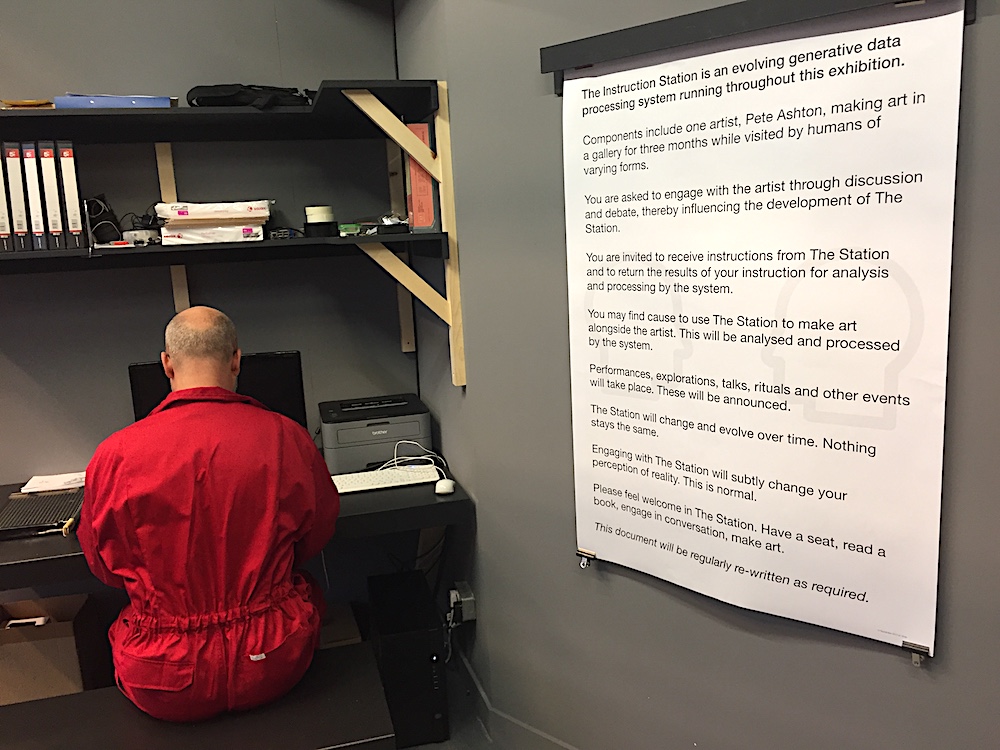 The Instruction Station is an evolving generative data
processing system running throughout this exhibition.
Components include one artist, Pete Ashton, making art in
a gallery for three months while visited by humans of
varying forms.
You are asked to engage with the artist through discussion
and debate, thereby influencing the development of The
Station.
You are invited to receive instructions from The Station
and to return the results of your instruction for analysis
and processing by the system.
You may find cause to use The Station to make art
alongside the artist. This will be analysed and processed
by the system.
Performances, explorations, talks, rituals and other events
will take place. These will be announced.
The Station will change and evolve over time. Nothing
stays the same.
Engaging with The Station will subtly change your
perception of reality. This is normal.
Please feel welcome in The Station. Have a seat, read a
book, engage in conversation, make art.
This document will be regularly re-written as required.
brother